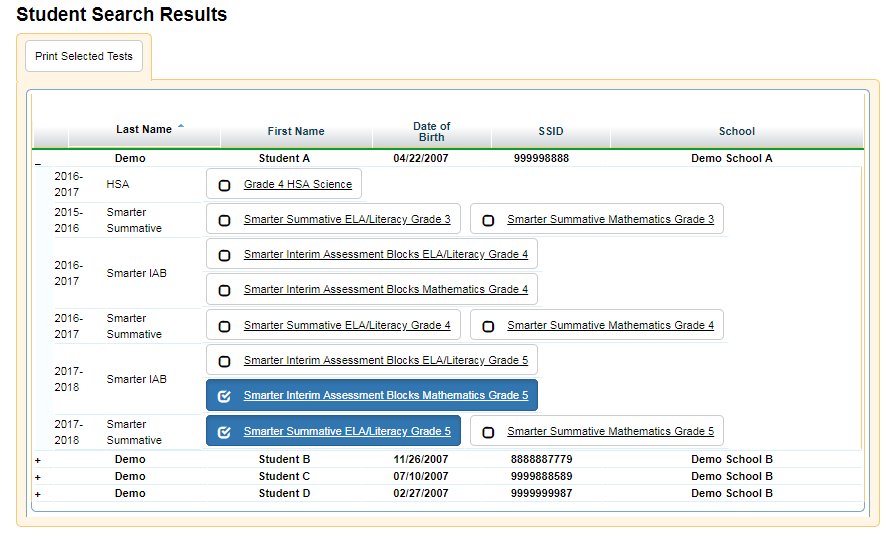 Student Search Results
Print Selected Tests
Last Name First Name Date of Birth SSID School
Demo Student A 04/22/2007 999998888 Demo School A
2016-2017 HSA Grade 4 HSA Science
2015-2016 Smarter Summative Smarter Summative ELA/Literacy Grade 3 Smarter Summative Mathematics Grade 3
2016-2017 Smarter IAB Smarter Interim Assessment Blocks ELA/Literacy Grade 4
Smarter Interim Assessment Blocks Mathematics Grade 4
2016-2017 Smarter Summative Smarter Summative ELA/Literacy Grade 4 Smarter Summative Mathematics Grade 4
2017-2018 Smarter IAB Smarter Interim Assessment Blocks ELA/Literacy Grade 5
Smarter Interim Assessment Blocks Mathematics Grade 5
2017-2018 Smarter Summative Smarter Summative ELA/Literacy Grade 5 Smarter Summative Mathematics Grade 5
+ Demo Student B 11/26/2007 8888887779 Demo School B
+ Demo Student C 07/10/2007 9999888589 Demo School B
+ Demo Student D 02/27/2007 9999999987 Demo School B